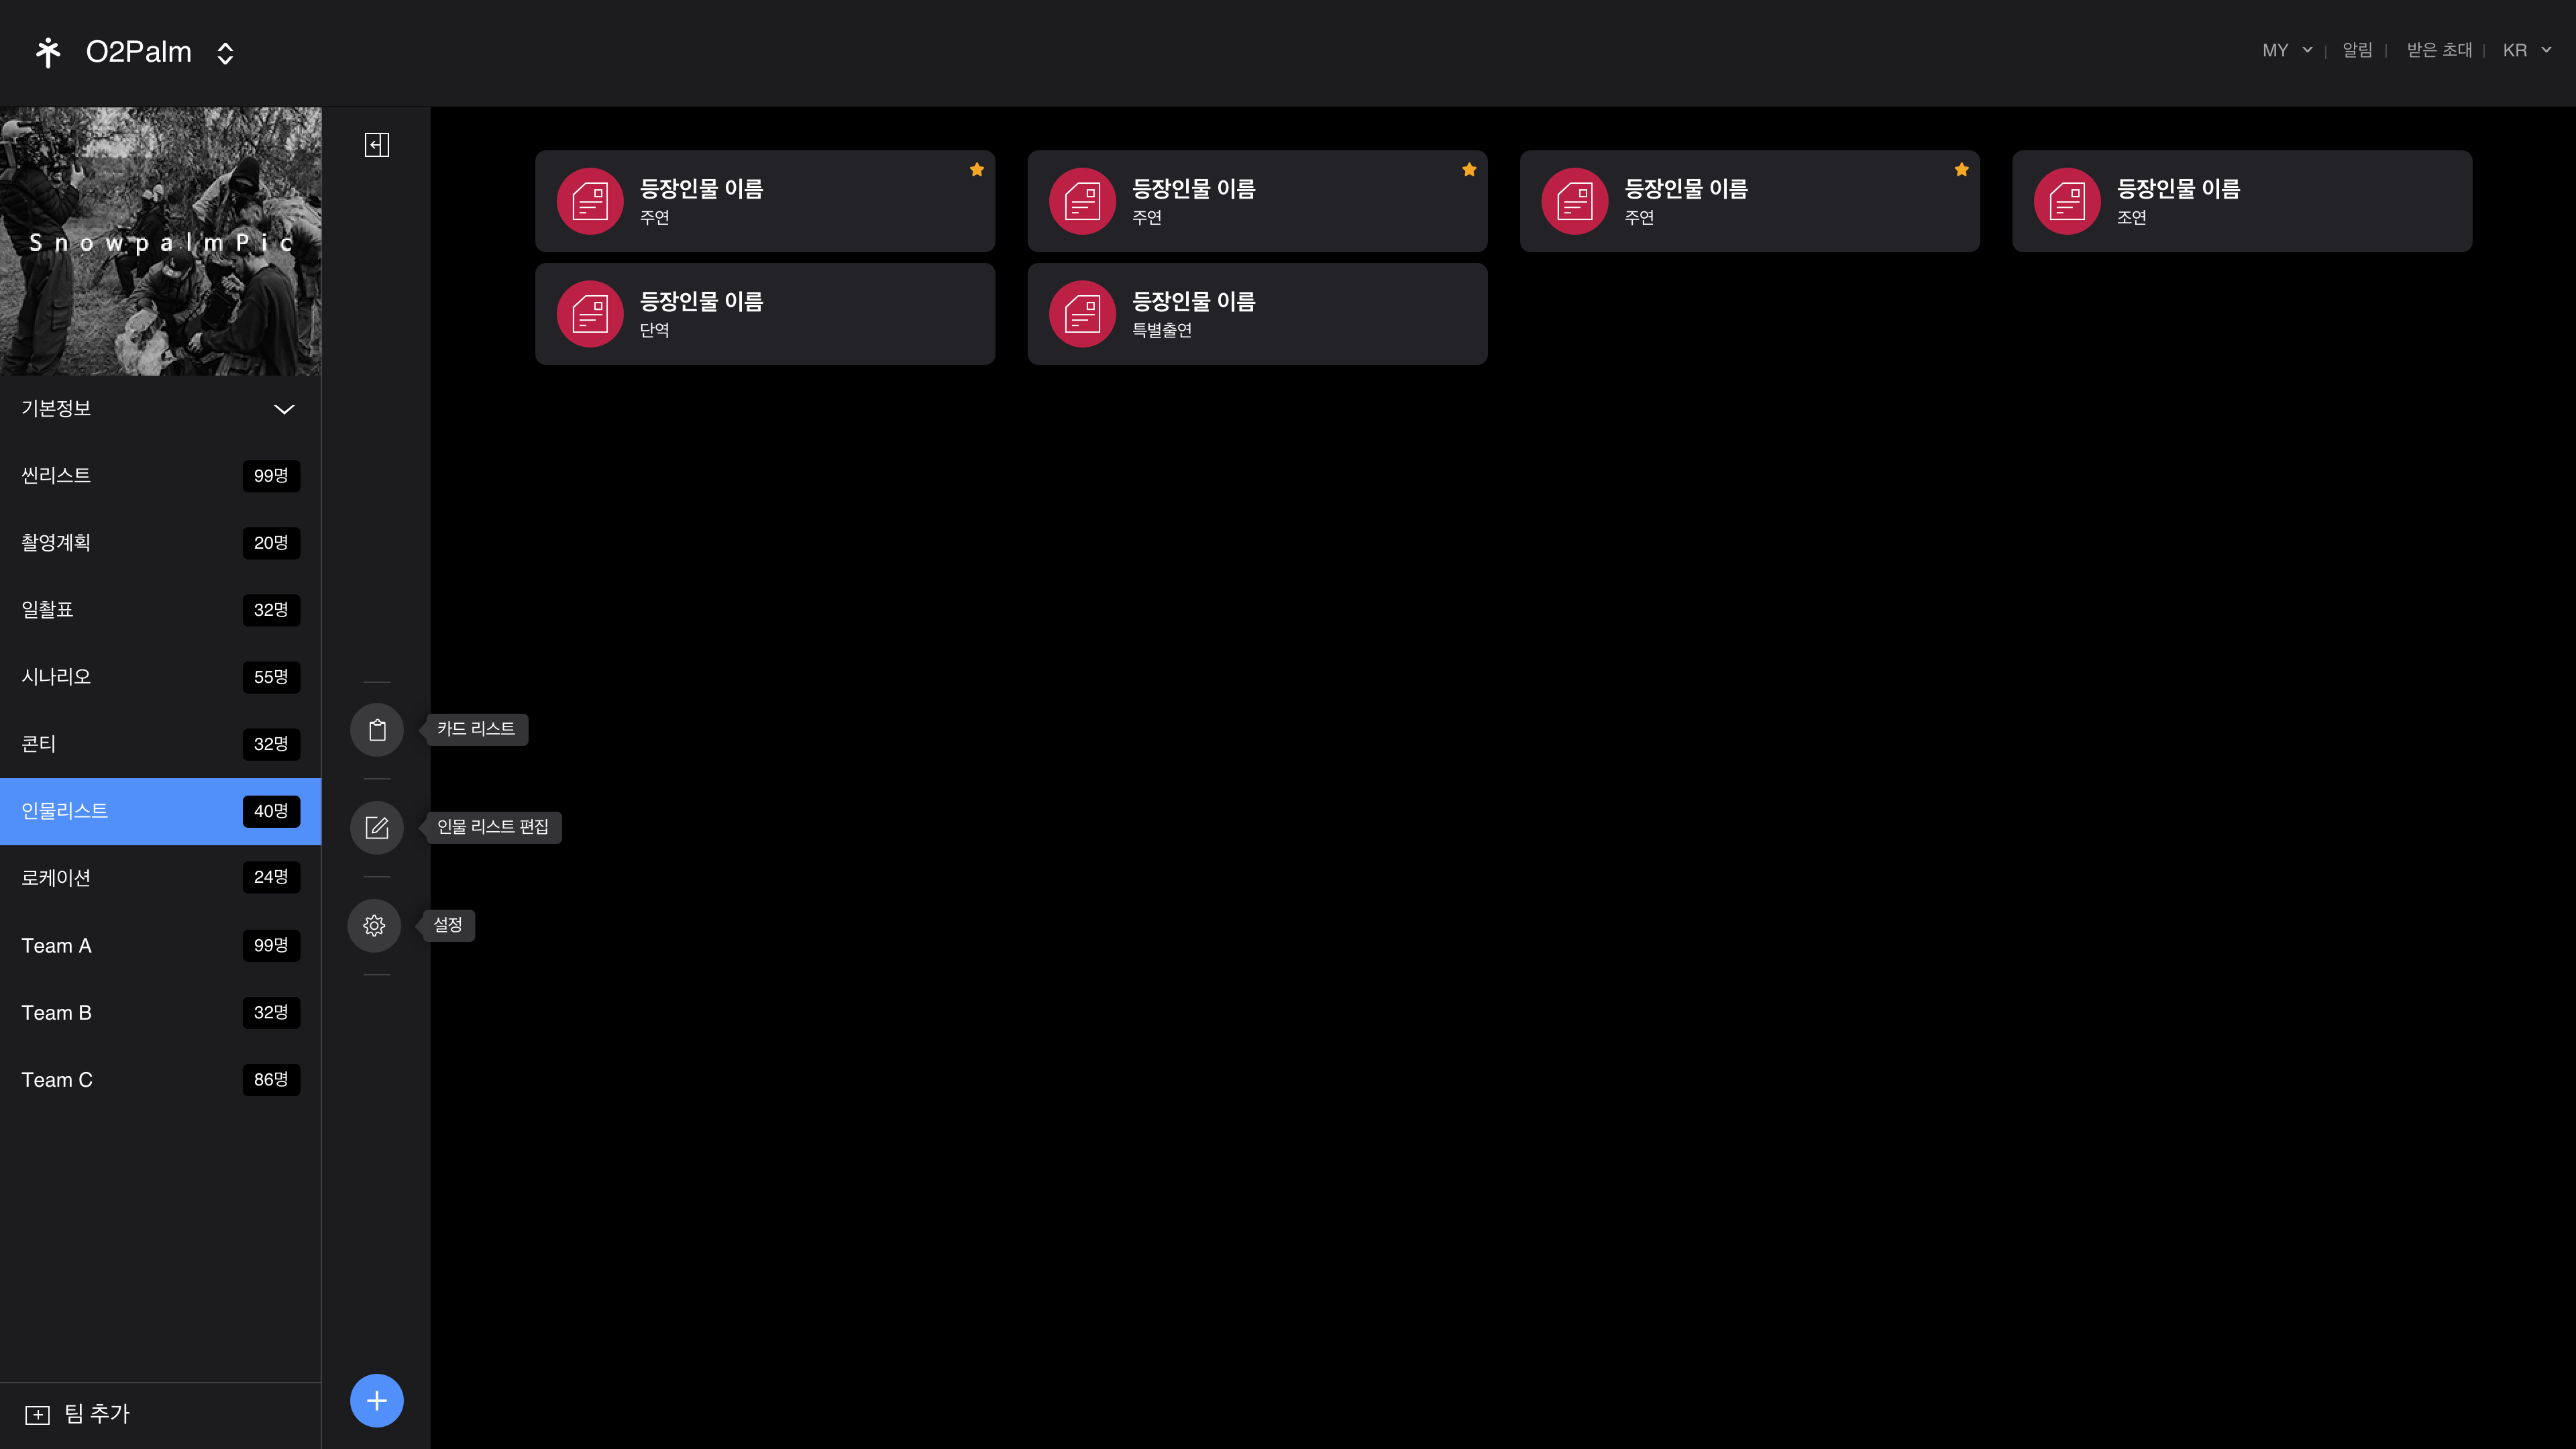 O2Palm
MY
알림
받은 초대
KR
SnowpalmPic
기본정보
씬리스트 99명
촬영계획 20명
일촬표 32명
시나리오 55명
콘티 32명
인물리스트 40명
로케이션 24명
Team A 99명
Team B 32명
Team C 86명
팀 추가
카드 리스트
인물 리스트 편집
설정
등장인물 이름
주연
등장인물 이름
주연
등장인물 이름
주연
등장인물 이름
조연
등장인물 이름
단역
등장인물 이름
특별출연